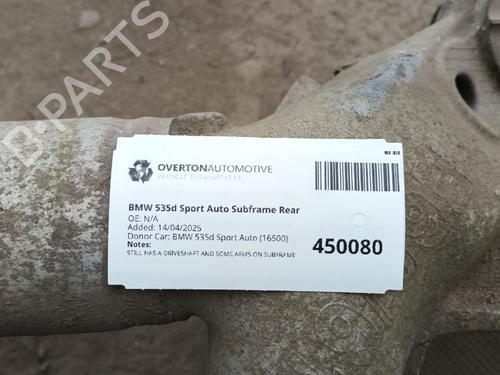 B-PARTS
OVERTONAUTOMOTIVE
VEHICLE DISMANTLERS
BMW 535d Sport Auto Subframe Rear
OE: N/A
Added: 14/04/2025
Donor Car: BMW 535d Sport Auto (16500)
Notes:
STILL HAS A DRIVESHAFT AND SOME ARMS ON SUBFRAME
450080